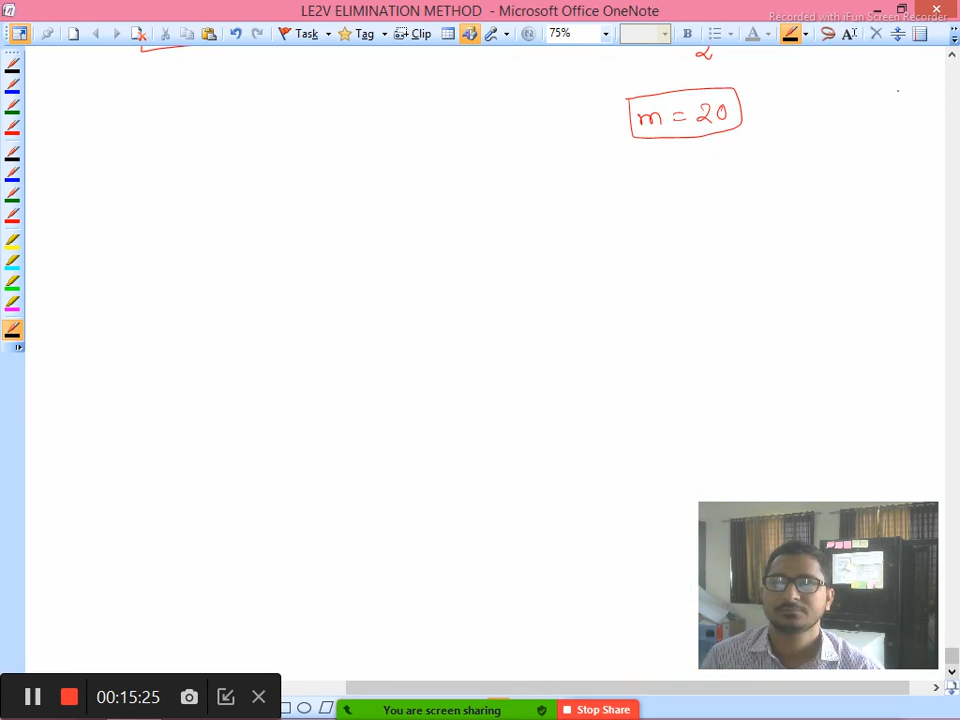 LE2V ELIMINATION METHOD - Microsoft Office OneNote
Recorded with iFun Screen Recorder
Task Tag Clip 75% B A A
2
m = 20
00:15:25
You are screen sharing Stop Share